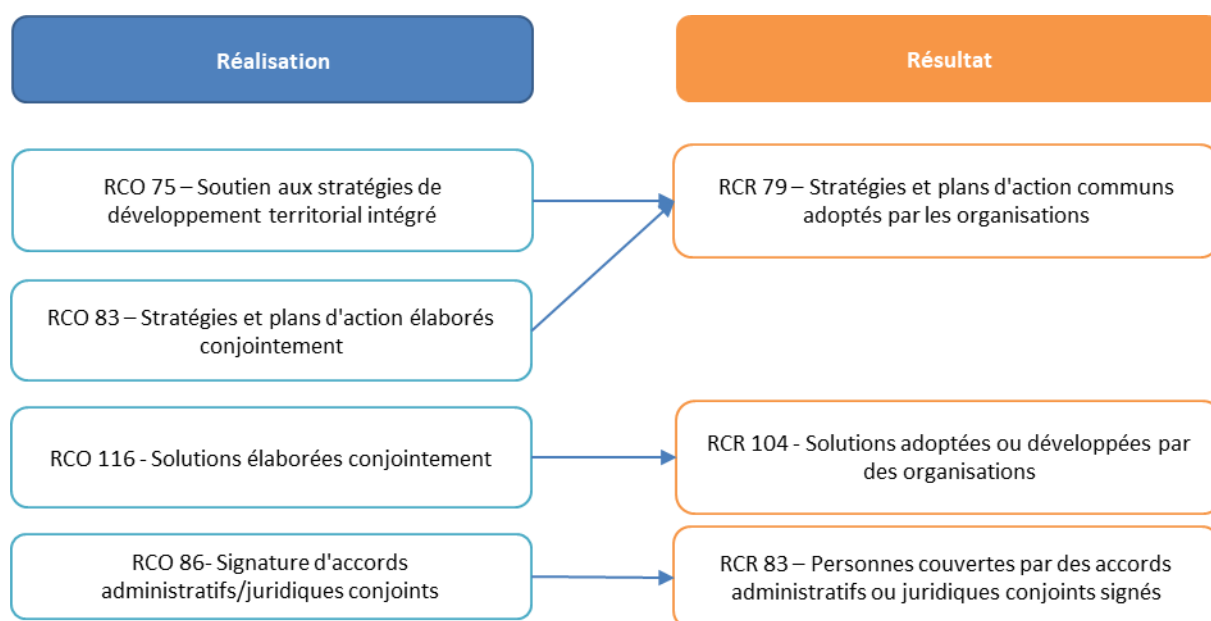 Réalisation
Résultat
RCO 75 – Soutien aux stratégies de
développement territorial intégré
RCR 79 – Stratégies et plans d'action communs
adoptés par les organisations
RCO 83 – Stratégies et plans d'action élaborés
conjointement
RCO 116 - Solutions élaborées conjointement
RCR 104 - Solutions adoptées ou développées par
des organisations
RCO 86- Signature d'accords
administratifs/juridiques conjoints
RCR 83 – Personnes couvertes par des accords
administratifs ou juridiques conjoints signés